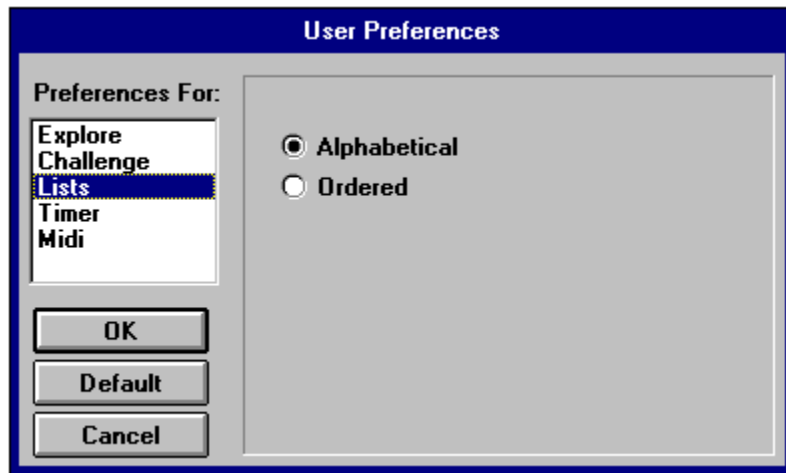 User Preferences
Preferences For:
Explore
Challenge
Lists
Timer
Midi
OK
Default
Cancel
Alphabetical
Ordered